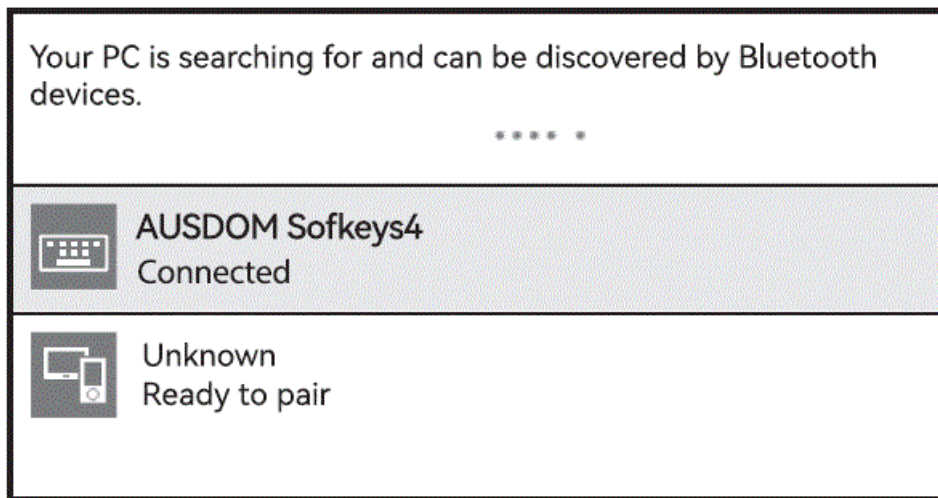 Your PC is searching for and can be discovered by Bluetooth
devices.
AUSDOM Sofkeys4
Connected
Unknown
Ready to pair